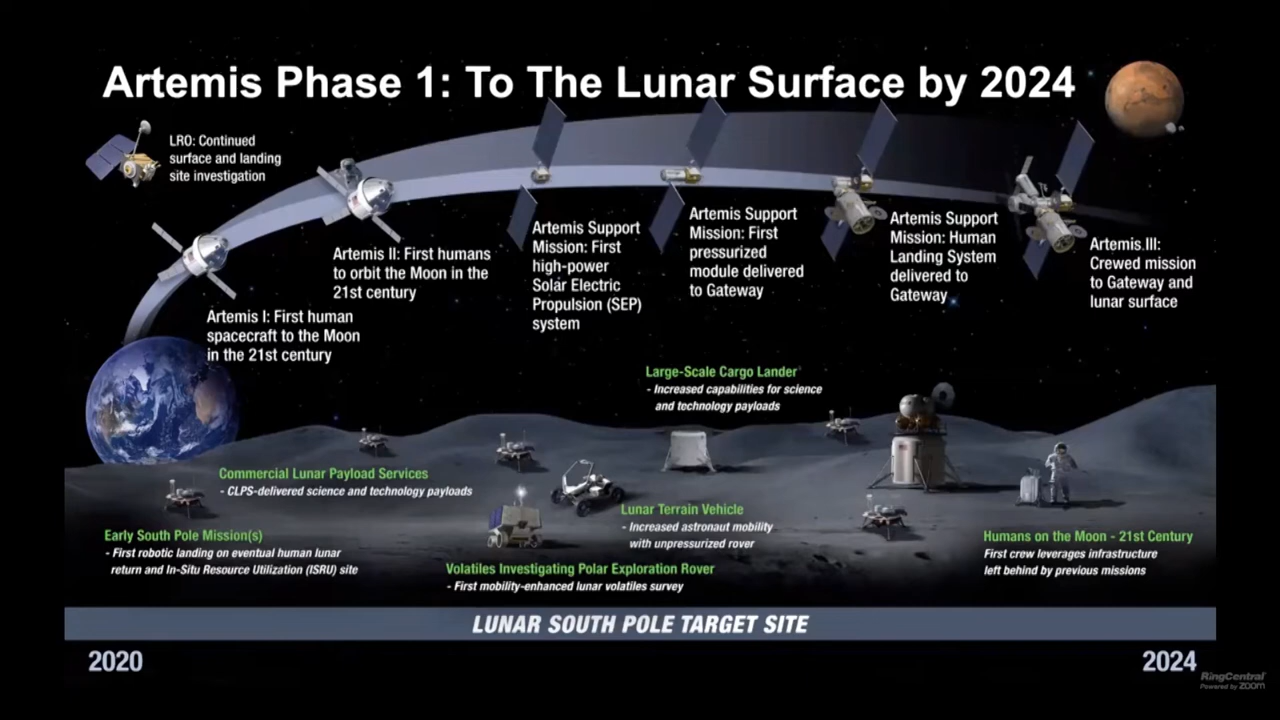 Artemis Phase 1: To The Lunar Surface by 2024
LRO: Continued
surface and landing
site investigation
Artemis I: First human
spacecraft to the Moon
in the 21st century
Artemis II: First humans
to orbit the Moon in the
21st century
Artemis Support
Mission: First
high-power
Solar Electric
Propulsion (SEP)
system
Artemis Support
Mission: First
pressurized
module delivered
to Gateway
Artemis Support
Mission: Human
Landing System
delivered to
Gateway
Artemis III:
Crewed mission
to Gateway and
lunar surface
Large-Scale Cargo Lander
- Increased capabilities for science
and technology payloads
Commercial Lunar Payload Services
- CLPS-delivered science and technology payloads
Early South Pole Mission(s)
- First robotic landing on eventual human lunar
return and In-Situ Resource Utilization (ISRU) site
Lunar Terrain Vehicle
- Increased astronaut mobility
with unpressurized rover
Volatiles Investigating Polar Exploration Rover
- First mobility-enhanced lunar volatiles survey
Humans on the Moon - 21st Century
First crew leverages infrastructure
left behind by previous missions
LUNAR SOUTH POLE TARGET SITE
2020
2024
RingCentral
Powered by zoom